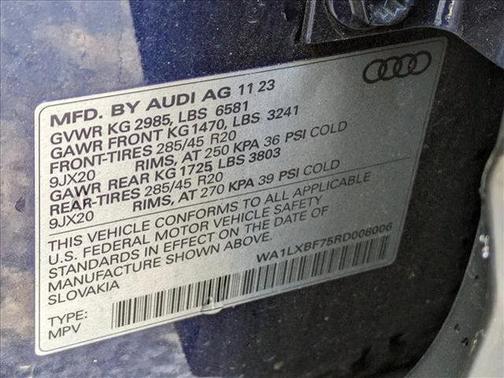 MFD. BY AUDI AG 11 23
GVWR KG 2985, LBS 6581
GAWR FRONT KG 1470, LBS 3241
FRONT-TIRES 285/45 R20
9JX20 RIMS, AT 250 KPA 36 PSI COLD
GAWR REAR KG 1725 LBS 3803
REAR-TIRES 285/45 R20
9JX20 RIMS, AT 270 KPA 39 PSI COLD
THIS VEHICLE CONFORMS TO ALL APPLICABLE
U.S. FEDERAL MOTOR VEHICLE SAFETY
STANDARDS IN EFFECT ON THE DATE OF
MANUFACTURE SHOWN ABOVE.
SLOVAKIA
WA1LXBF75RD008006
TYPE:
MPV